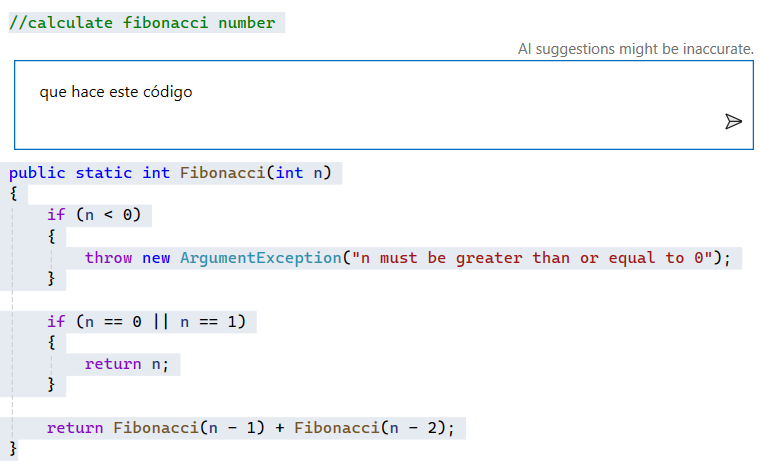 //calculate fibonacci number
AI suggestions might be inaccurate.
que hace este código
public static int Fibonacci(int n)
{
    if (n < 0)
    {
        throw new ArgumentException("n must be greater than or equal to 0");
    }
    if (n == 0 || n == 1)
    {
        return n;
    }
    return Fibonacci(n - 1) + Fibonacci(n - 2);
}